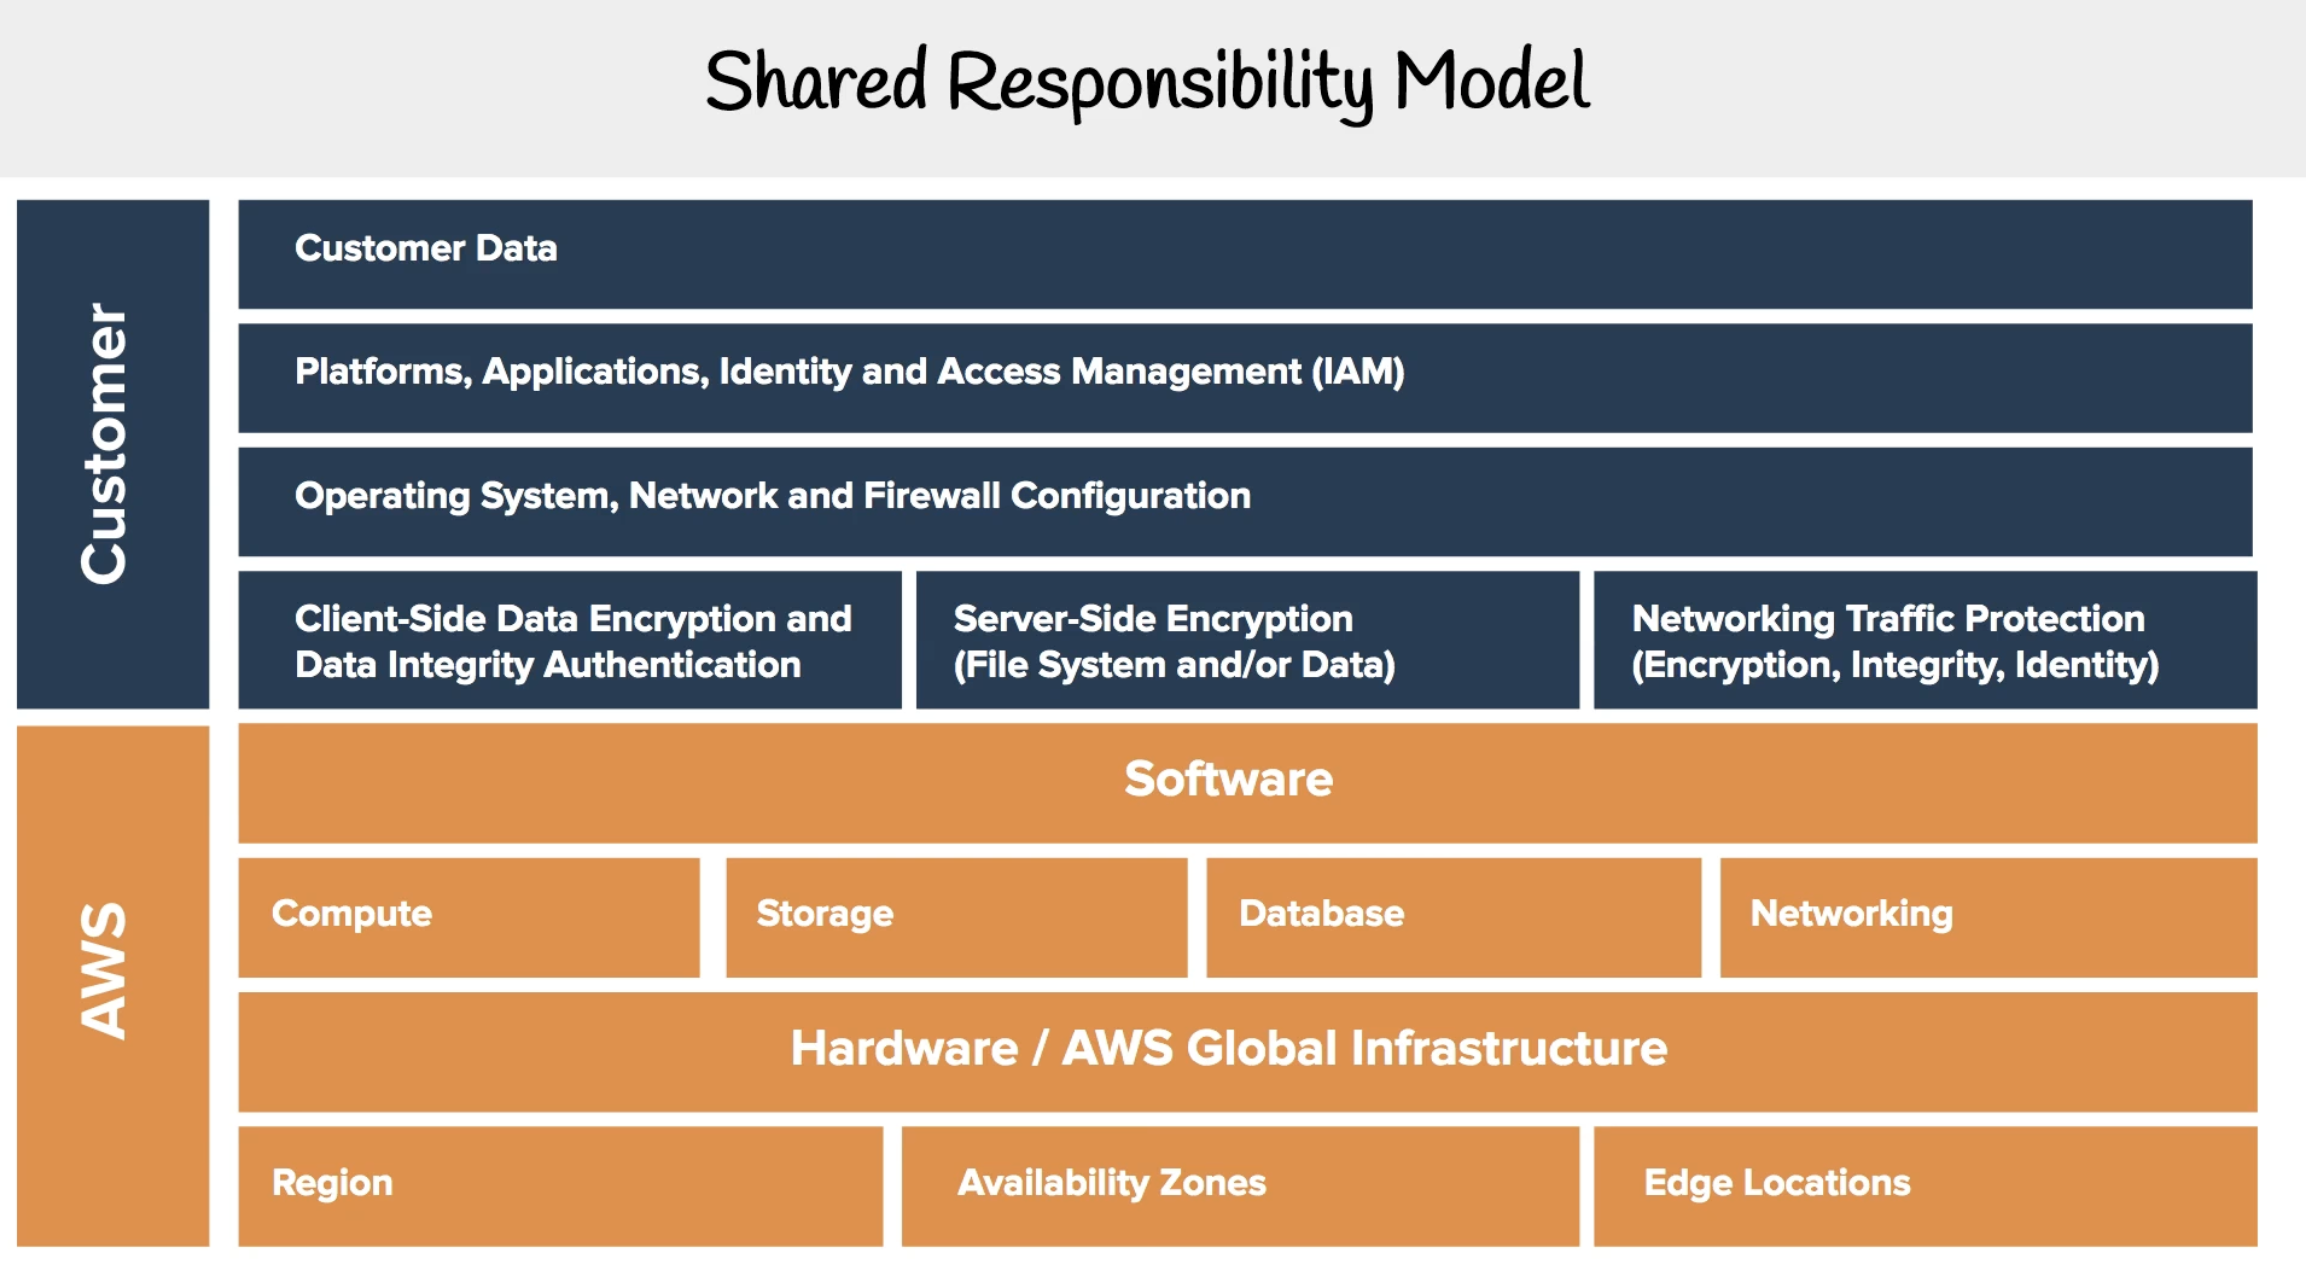 Shared Responsibility Model
Customer
Customer Data
Platforms, Applications, Identity and Access Management (IAM)
Operating System, Network and Firewall Configuration
Client-Side Data Encryption and
Data Integrity Authentication
Server-Side Encryption
(File System and/or Data)
Networking Traffic Protection
(Encryption, Integrity, Identity)
AWS
Software
Compute
Storage
Database
Networking
Hardware / AWS Global Infrastructure
Region
Availability Zones
Edge Locations